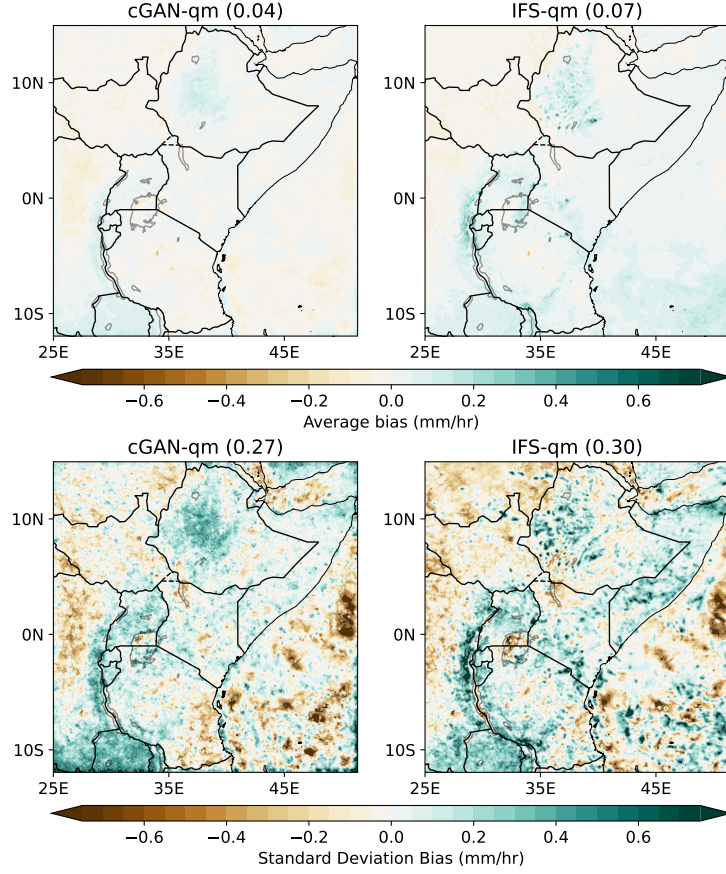 cGAN-qm (0.04) IFS-qm (0.07)
10N 10N
0N 0N
10S 10S
25E 35E 45E 25E 35E 45E
−0.6 −0.4 −0.2 0.0 0.2 0.4 0.6
Average bias (mm/hr)
cGAN-qm (0.27) IFS-qm (0.30)
10N 10N
0N 0N
10S 10S
25E 35E 45E 25E 35E 45E
−0.6 −0.4 −0.2 0.0 0.2 0.4 0.6
Standard Deviation Bias (mm/hr)